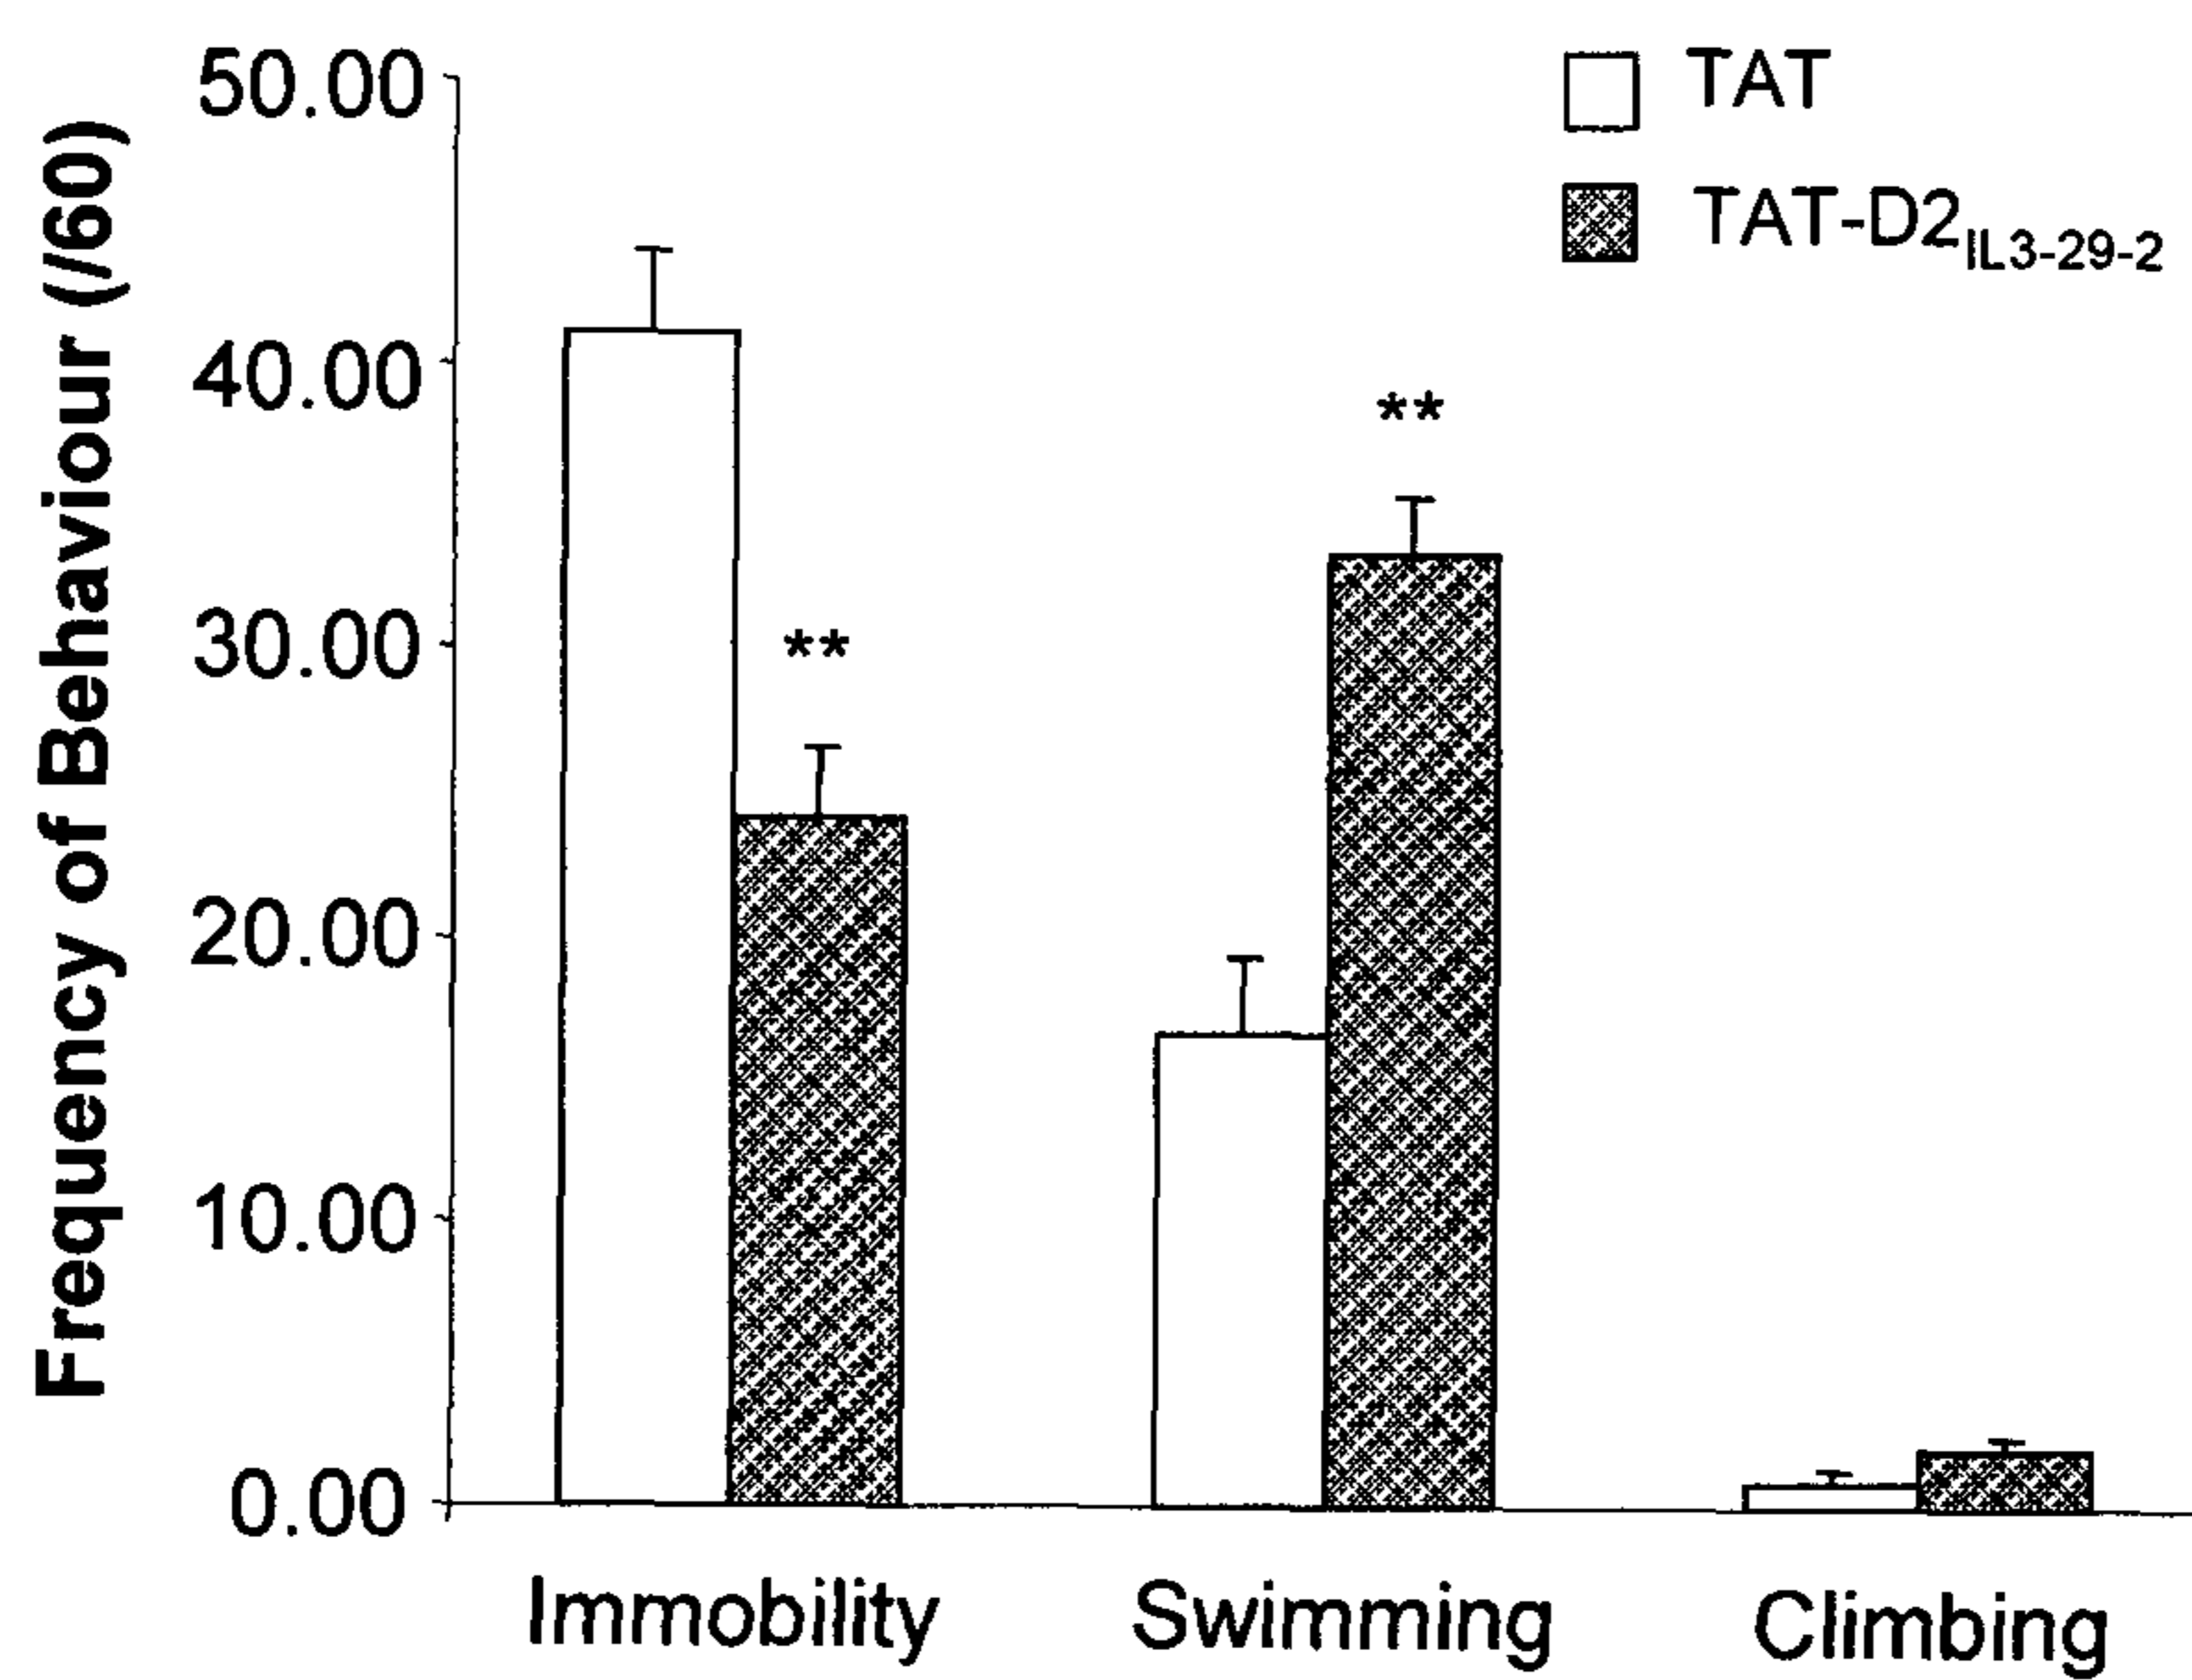 Frequency of Behaviour (/60)
50.00
40.00
30.00
20.00
10.00
0.00
TAT
TAT-D2IL3-29-2
**
**
Immobility Swimming Climbing